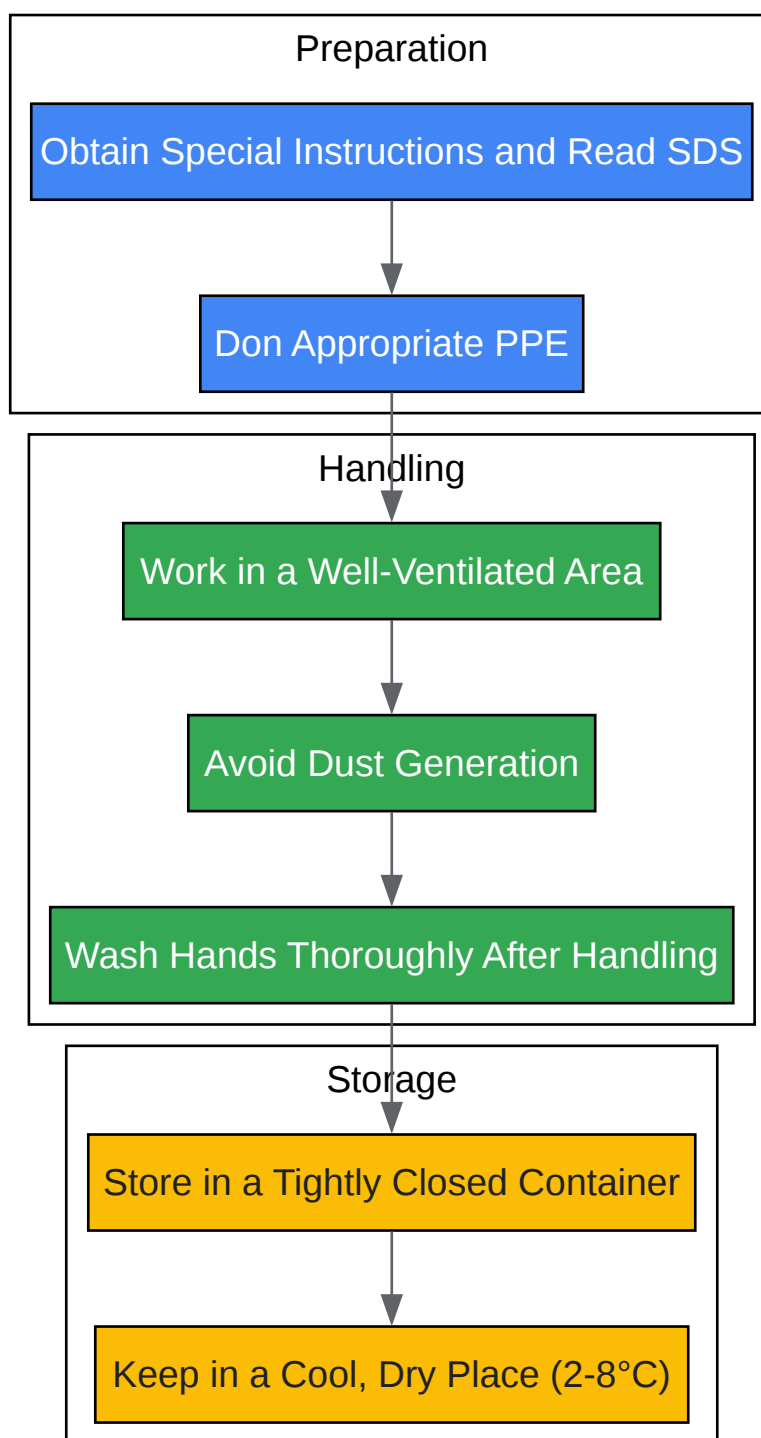 Preparation
Obtain Special Instructions and Read SDS
Don Appropriate PPE
Handling
Work in a Well-Ventilated Area
Avoid Dust Generation
Wash Hands Thoroughly After Handling
Storage
Store in a Tightly Closed Container
Keep in a Cool, Dry Place (2-8°C)